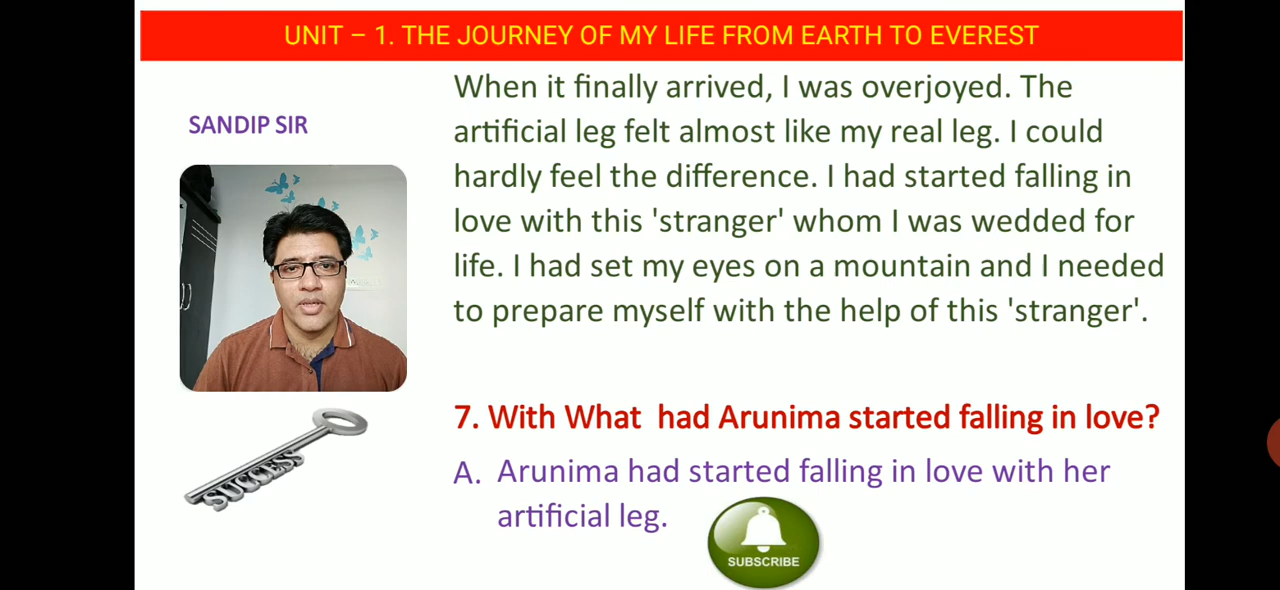 UNIT – 1. THE JOURNEY OF MY LIFE FROM EARTH TO EVEREST
SANDIP SIR
When it finally arrived, I was overjoyed. The
artificial leg felt almost like my real leg. I could
hardly feel the difference. I had started falling in
love with this 'stranger' whom I was wedded for
life. I had set my eyes on a mountain and I needed
to prepare myself with the help of this 'stranger'.
SUCCESS
7. With What had Arunima started falling in love?
A. Arunima had started falling in love with her
artificial leg.
SUBSCRIBE